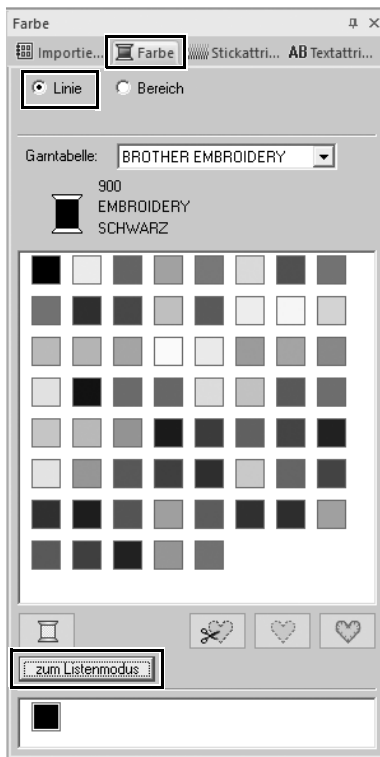 Farbe
Importie... Farbe Stickattri... AB Textattri...
Linie Bereich
Garntabelle: BROTHER EMBROIDERY
900
EMBROIDERY
SCHWARZ
zum Listenmodus